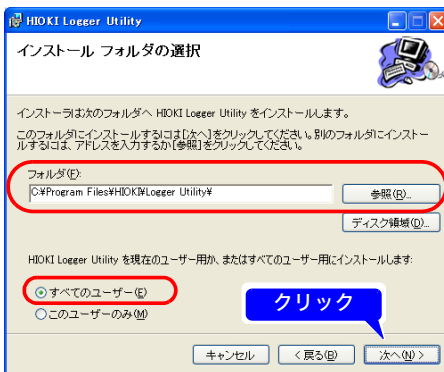 HIOKI Logger Utility
インストール フォルダの選択
インストーラは次のフォルダへ HIOKI Logger Utility をインストールします。
このフォルダにインストールするには[次へ]をクリックしてください。別のフォルダにインストー
ルするには、アドレスを入力するか[参照]をクリックしてください。
フォルダ(F):
C:¥Program Files¥HIOKI¥Logger Utility¥
参照(R)...
ディスク領域(D)...
HIOKI Logger Utility を現在のユーザー用か、またはすべてのユーザー用にインストールします:
すべてのユーザー(E)
このユーザーのみ(M)
クリック
キャンセル
< 戻る(B)
次へ(N) >